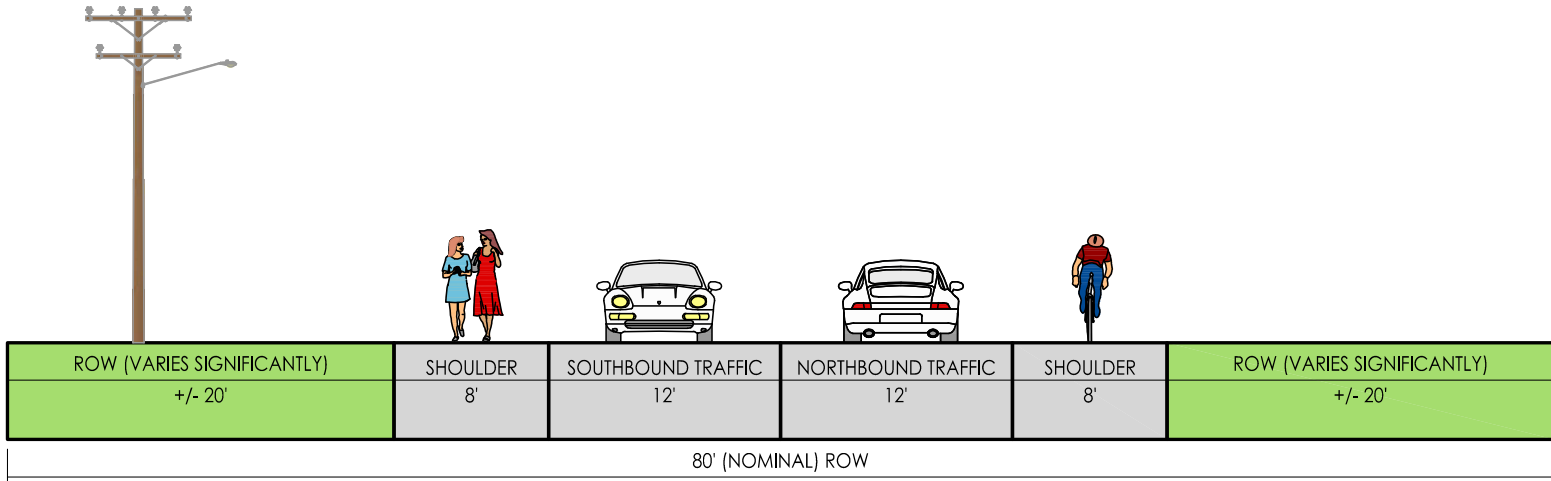 ROW (VARIES SIGNIFICANTLY)
+/- 20'
SHOULDER
8'
SOUTHBOUND TRAFFIC
12'
NORTHBOUND TRAFFIC
12'
SHOULDER
8'
ROW (VARIES SIGNIFICANTLY)
+/- 20'
80' (NOMINAL) ROW